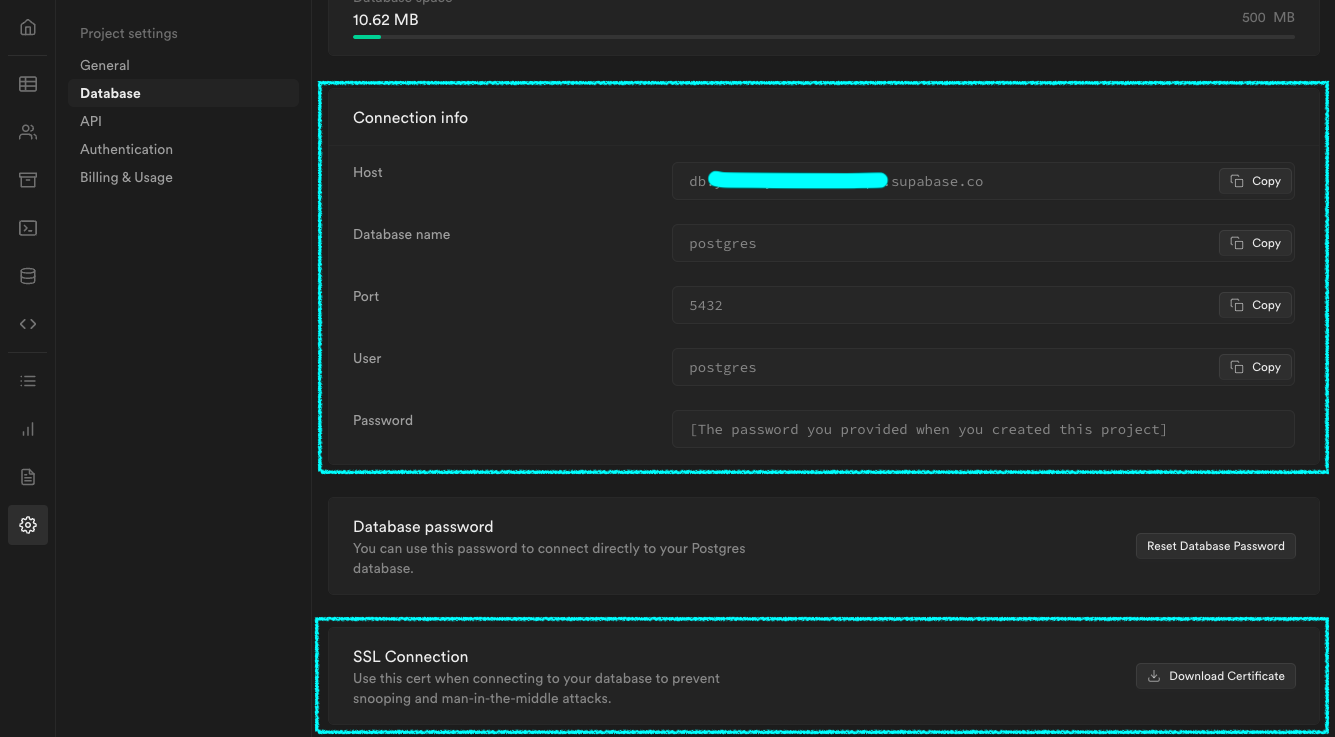 Project settings
General
Database
API
Authentication
Billing & Usage
Database space
10.62 MB
500 MB
Connection info
Host
supabase.co
Copy
Database name
postgres
Copy
Port
5432
Copy
User
postgres
Copy
Password
[The password you provided when you created this project]
Database password
You can use this password to connect directly to your Postgres
database.
Reset Database Password
SSL Connection
Use this cert when connecting to your database to prevent
snooping and man-in-the-middle attacks.
Download Certificate